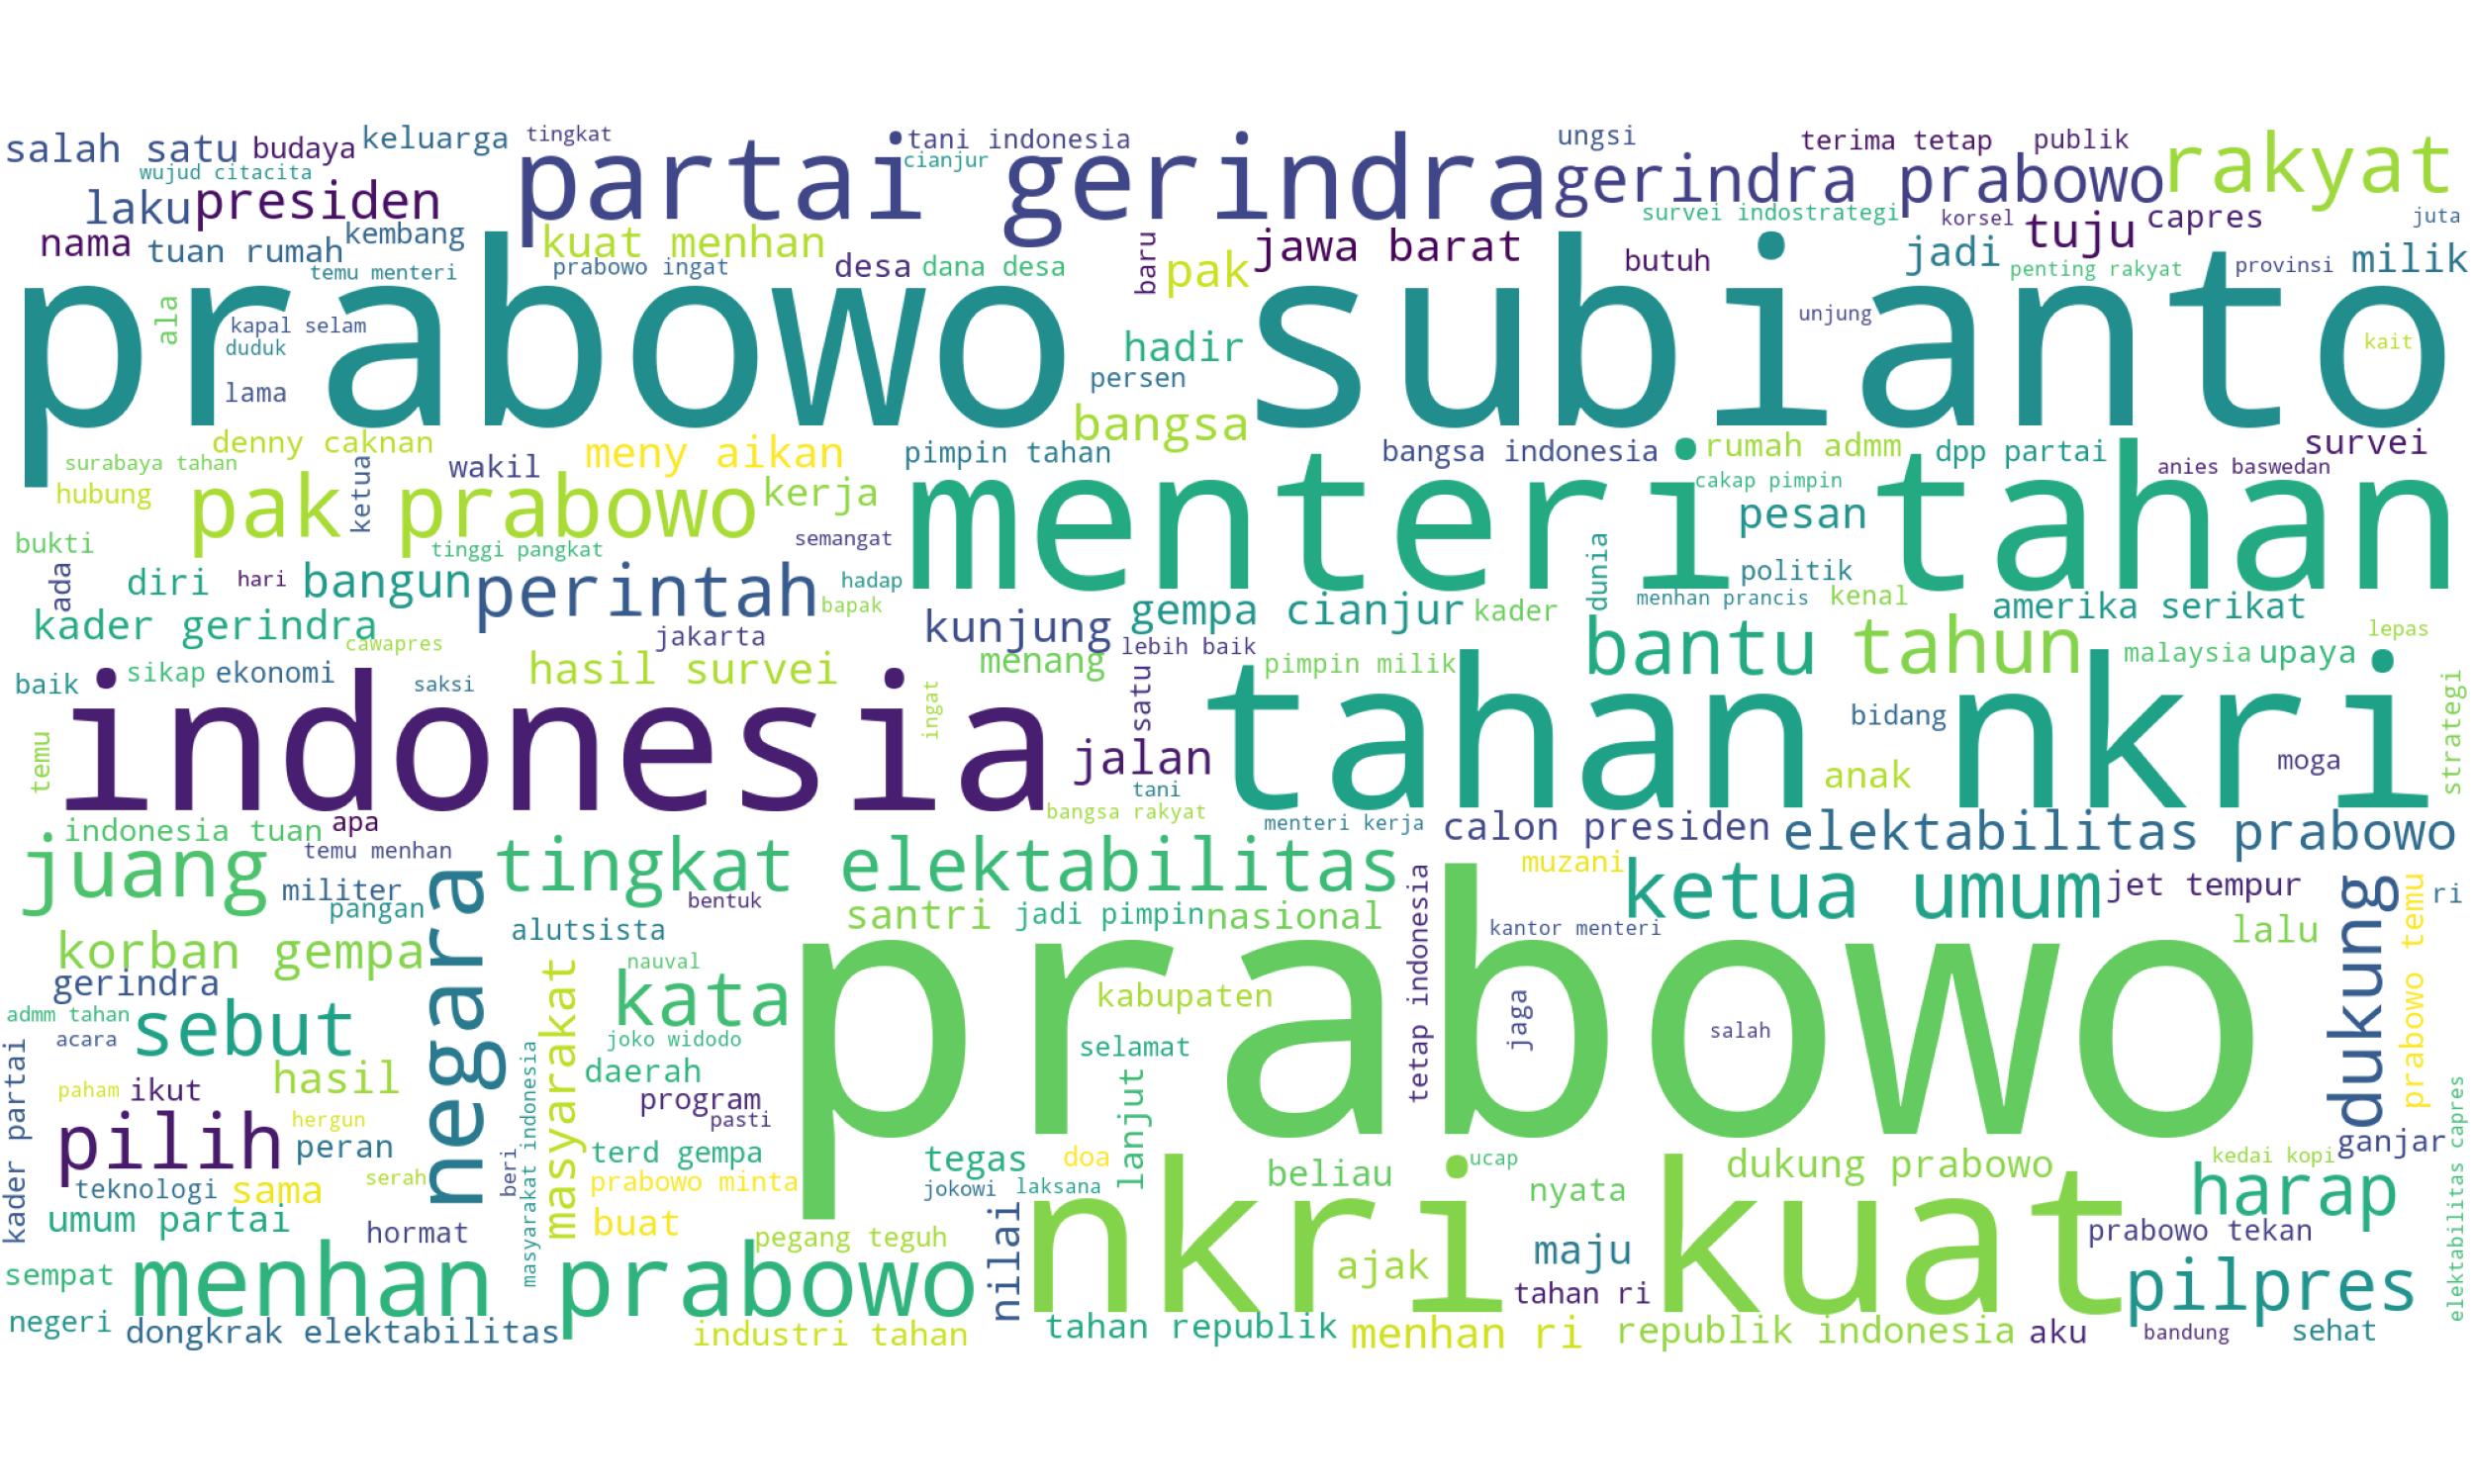 salah satu
budaya
keluarga
tingkat
tani indonesia
ungsi
terima tetap
publik
wujud citacita
partai gerindra
cianjur
gerindra prabowo
rakyat
laku
presiden
survei indostrategi
korsel
tuju
capres
juta
nama
tuan rumah
kembang
kuat menhan
baru
jawa barat
butuh
jadi
milik
temu menteri
prabowo ingat
desa
dana desa
pak
penting rakyat
provinsi
prabowo subianto
ala
kapal selam
unjung
duduk
hadir
kait
lama
persen
denny caknan
bangsa
surabaya tahan
ketua
wakil
meny aikan
pimpin tahan
bangsa indonesia
rumah admm
dpp partai
survei
anies baswedan
hubung
pak prabowo
kerja
menteri tahan
cakap pimpin
pesan
bukti
tinggi pangkat
semangat
dunia
politik
ada
diri
hari
bangun
perintah
hadap
bapak
menhan prancis
kenal
amerika serikat
kader gerindra
cawapres
jakarta
kunjung
gempa cianjur
kader
lebih baik
bantu
tahun
lepas
baik
sikap
ekonomi
saksi
hasil survei
menang
pimpin milik
malaysia
upaya
indonesia
ingat
satu
tahan nkri
bidang
strategi
temu
jalan
tani
anak
moga
bangsa rakyat
indonesia tuan
apa
menteri kerja
calon presiden
elektabilitas prabowo
juang
temu menhan
tingkat elektabilitas
muzani
militer
pangan
negara
bentuk
santri
jadi pimpin
nasional
tetap indonesia
ketua umum
jet tempur
dukung
prabowo temu
ri
korban gempa
alutsista
kantor menteri
lalu
gerindra
nauval
prabowo
kata
kabupaten
jaga
salah
admm tahan
sebut
acara
masyarakat
masyarakat indonesia
joko widodo
selamat
kader partai
paham
ikut
hasil
daerah
program
pasti
lanjut
elektabilitas capres
pilih
hergun
peran
terd gempa
tegas
doa
ucap
dukung prabowo
kedai kopi
ganjar
serah
beri
teknologi
sama
prabowo minta
jokowi
laksana
beliau
nyata
harap
umum partai
hormat
buat
pegang teguh
nilai
nkri kuat
maju
prabowo tekan
sempat
menhan prabowo
ajak
tahan ri
pilpres
negeri
dongkrak elektabilitas
industri tahan
tahan republik
menhan ri
republik indonesia
aku
bandung
sehat